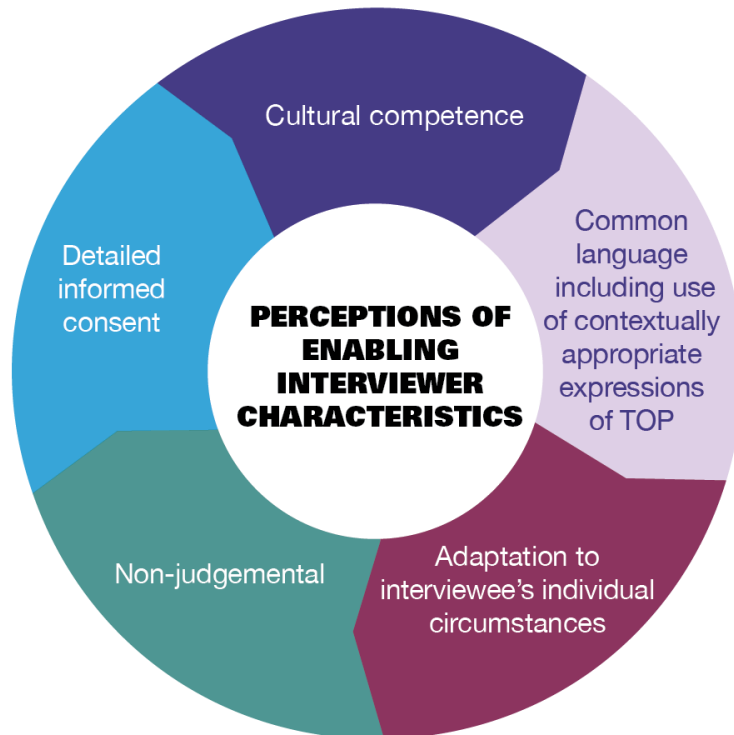 Cultural competence
Common
language
including use
of contextually
appropriate
expressions
of TOP
Adaptation to
interviewee’s individual
circumstances
Non-judgemental
Detailed
informed
consent
PERCEPTIONS OF
ENABLING
INTERVIEWER
CHARACTERISTICS